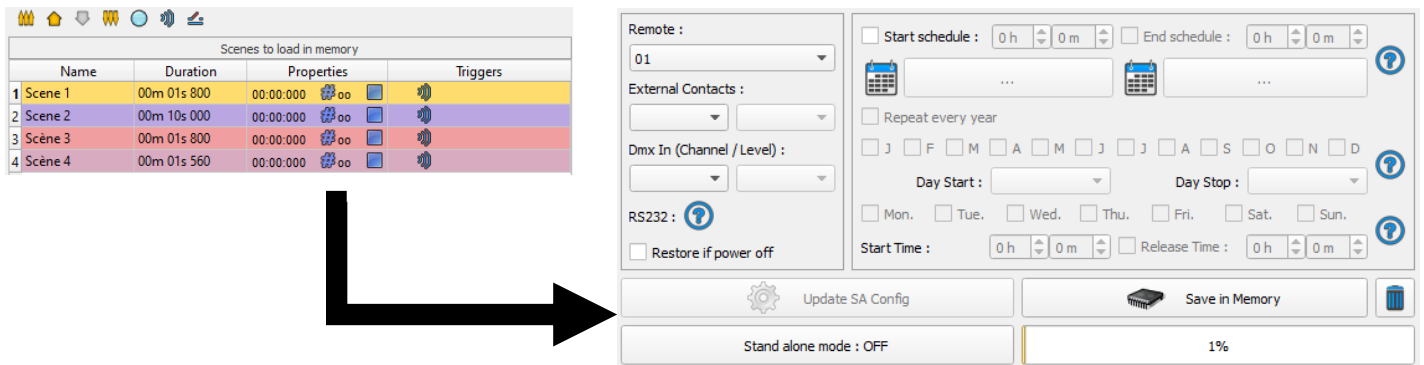 Scenes to load in memory
Name Duration Properties Triggers
1 Scene 1 00m 01s 800 00:00:000 #oo
2 Scene 2 00m 10s 000 00:00:000 #oo
3 Scène 3 00m 01s 800 00:00:000 #oo
4 Scène 4 00m 01s 560 00:00:000 #oo
Remote :
01
External Contacts :
Dmx In (Channel / Level) :
RS232 : ?
Restore if power off
Start schedule : 0 h 0 m End schedule : 0 h 0 m ?
... ...
Repeat every year
J F M A M J J A S O N D ?
Day Start : Day Stop :
Mon. Tue. Wed. Thu. Fri. Sat. Sun. ?
Start Time : 0 h 0 m Release Time : 0 h 0 m
Update SA Config Save in Memory
Stand alone mode : OFF 1%